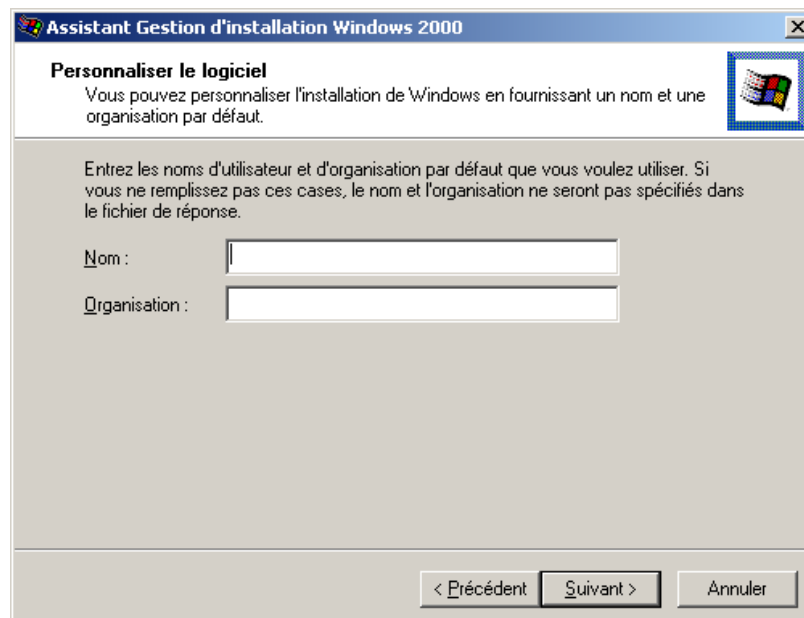 Assistant Gestion d'installation Windows 2000
Personnaliser le logiciel
Vous pouvez personnaliser l'installation de Windows en fournissant un nom et une
organisation par défaut.
Entrez les noms d'utilisateur et d'organisation par défaut que vous voulez utiliser. Si
vous ne remplissez pas ces cases, le nom et l'organisation ne seront pas spécifiés dans
le fichier de réponse.
Nom :
Organisation :
< Précédent Suivant > Annuler